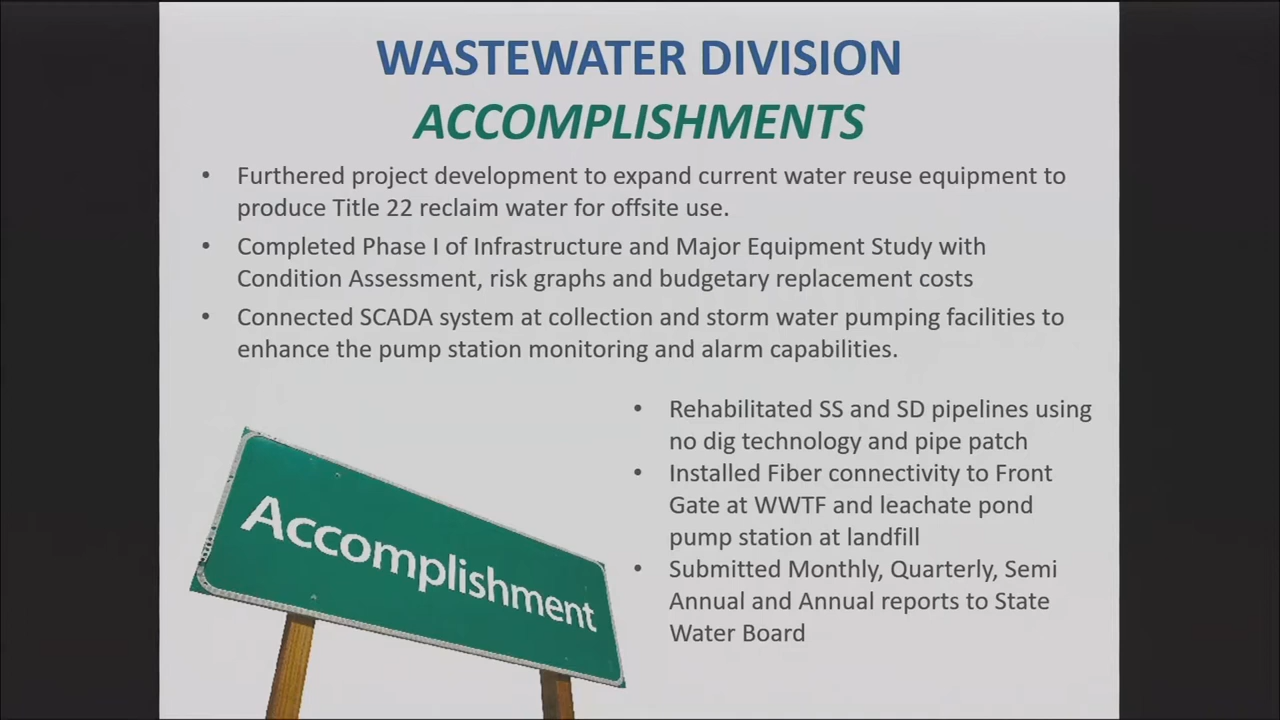 WASTEWATER DIVISION
ACCOMPLISHMENTS
• Furthered project development to expand current water reuse equipment to
produce Title 22 reclaim water for offsite use.
• Completed Phase I of Infrastructure and Major Equipment Study with
Condition Assessment, risk graphs and budgetary replacement costs
• Connected SCADA system at collection and storm water pumping facilities to
enhance the pump station monitoring and alarm capabilities.
• Rehabilitated SS and SD pipelines using
no dig technology and pipe patch
• Installed Fiber connectivity to Front
Gate at WWTF and leachate pond
pump station at landfill
• Submitted Monthly, Quarterly, Semi
Annual and Annual reports to State
Water Board
Accomplishment